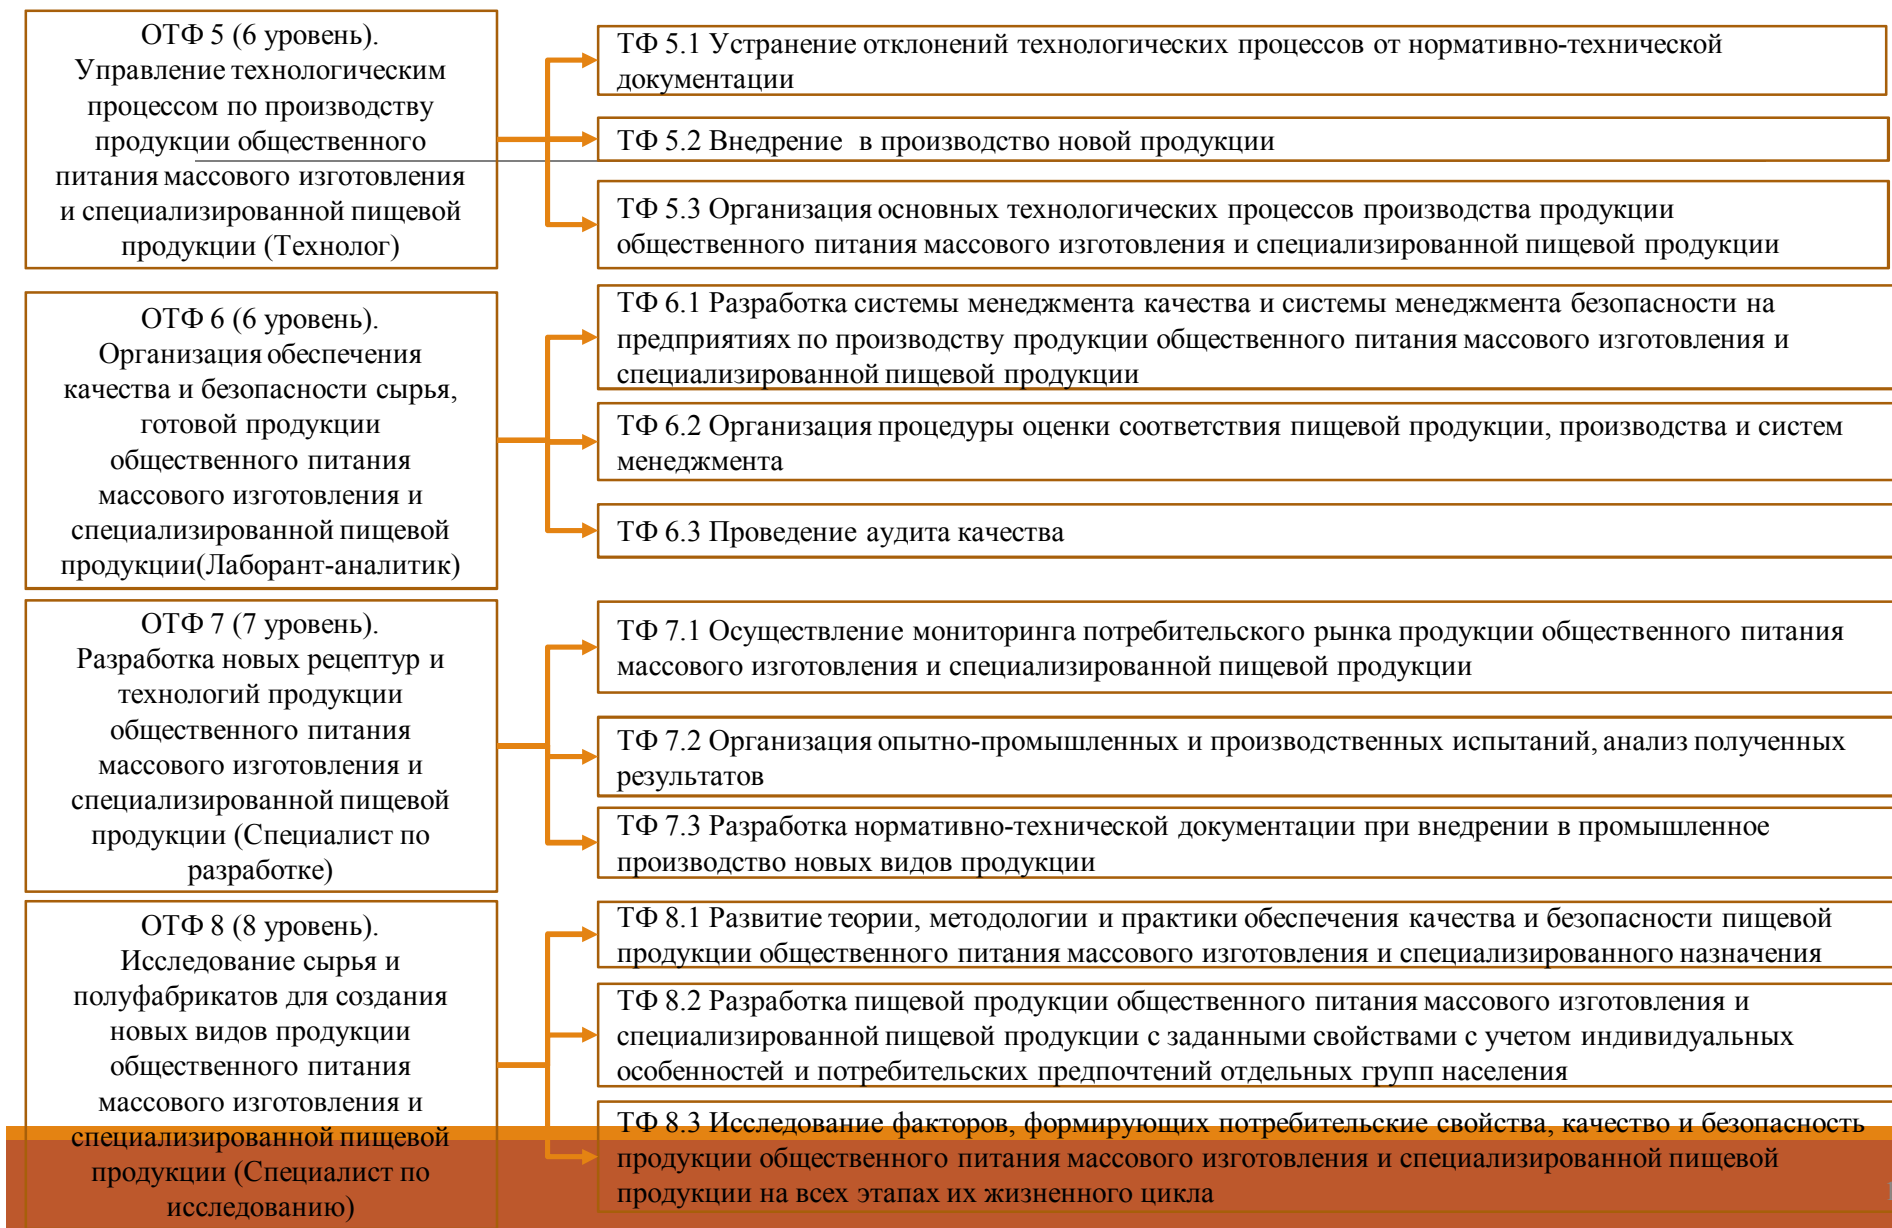 ОТФ 5 (6 уровень).
Управление технологическим
процессом по производству
продукции общественного
питания массового изготовления
и специализированной пищевой
продукции (Технолог)
ТФ 5.1 Устранение отклонений технологических процессов от нормативно-технической
документации
ТФ 5.2 Внедрение в производство новой продукции
ТФ 5.3 Организация основных технологических процессов производства продукции
общественного питания массового изготовления и специализированной пищевой продукции
ОТФ 6 (6 уровень).
Организация обеспечения
качества и безопасности сырья,
готовой продукции
общественного питания
массового изготовления и
специализированной пищевой
продукции(Лаборант-аналитик)
ТФ 6.1 Разработка системы менеджмента качества и системы менеджмента безопасности на
предприятиях по производству продукции общественного питания массового изготовления и
специализированной пищевой продукции
ТФ 6.2 Организация процедуры оценки соответствия пищевой продукции, производства и систем
менеджмента
ТФ 6.3 Проведение аудита качества
ОТФ 7 (7 уровень).
Разработка новых рецептур и
технологий продукции
общественного питания
массового изготовления и
специализированной пищевой
продукции (Специалист по
разработке)
ТФ 7.1 Осуществление мониторинга потребительского рынка продукции общественного питания
массового изготовления и специализированной пищевой продукции
ТФ 7.2 Организация опытно-промышленных и производственных испытаний, анализ полученных
результатов
ТФ 7.3 Разработка нормативно-технической документации при внедрении в промышленное
производство новых видов продукции
ОТФ 8 (8 уровень).
Исследование сырья и
полуфабрикатов для создания
новых видов продукции
общественного питания
массового изготовления и
специализированной пищевой
продукции (Специалист по
исследованию)
ТФ 8.1 Развитие теории, методологии и практики обеспечения качества и безопасности пищевой
продукции общественного питания массового изготовления и специализированного назначения
ТФ 8.2 Разработка пищевой продукции общественного питания массового изготовления и
специализированной пищевой продукции с заданными свойствами с учетом индивидуальных
особенностей и потребительских предпочтений отдельных групп населения
ТФ 8.3 Исследование факторов, формирующих потребительские свойства, качество и безопасность
продукции общественного питания массового изготовления и специализированной пищевой
продукции на всех этапах их жизненного цикла